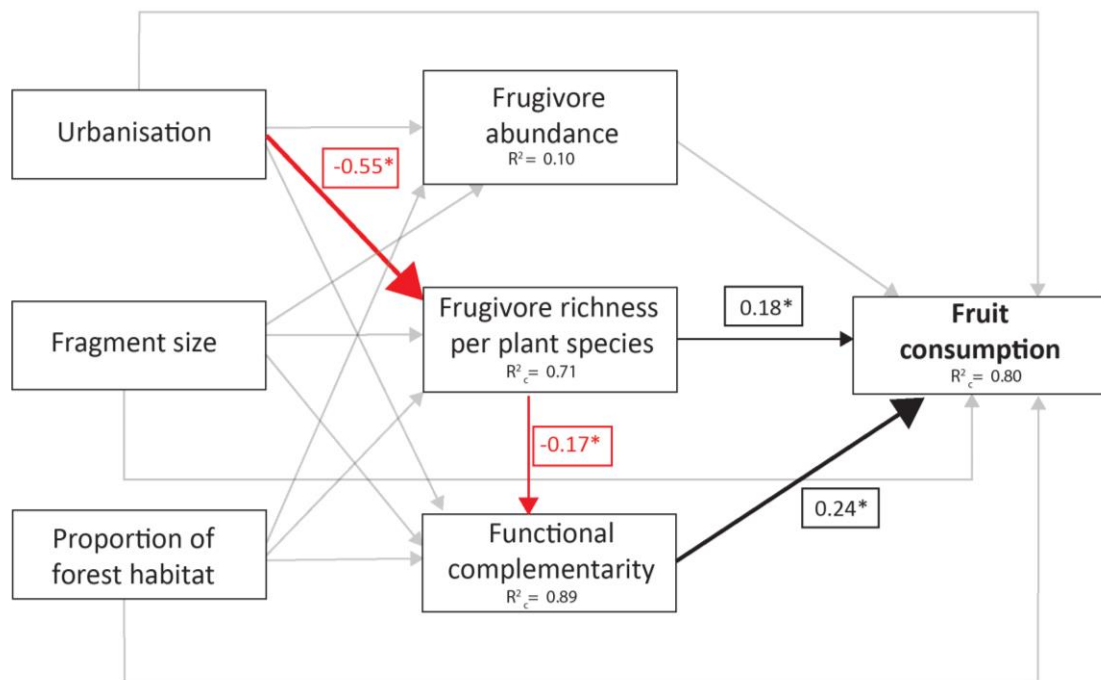 Urbanisation
Frugivore
abundance
R² = 0.10
-0.55*
Fragment size
Frugivore richness
per plant species
R²c = 0.71
0.18*
Fruit
consumption
R²c = 0.80
-0.17*
0.24*
Proportion of
forest habitat
Functional
complementarity
R²c = 0.89